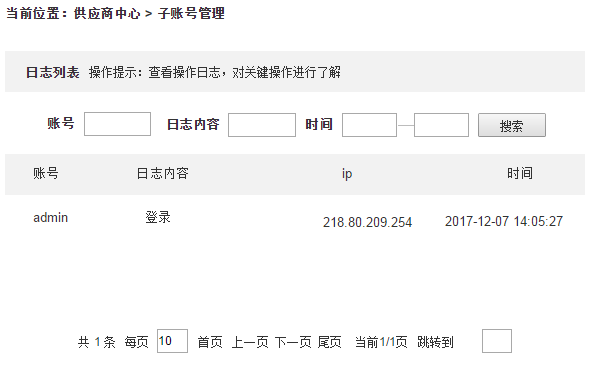 当前位置：供应商中心 > 子账号管理
日志列表 操作提示：查看操作日志，对关键操作进行了解
账号 日志内容 时间 — 搜索
账号 日志内容 ip 时间
admin 登录 218.80.209.254 2017-12-07 14:05:27
共 1 条 每页 10 首页 上一页 下一页 尾页 当前1/1页 跳转到